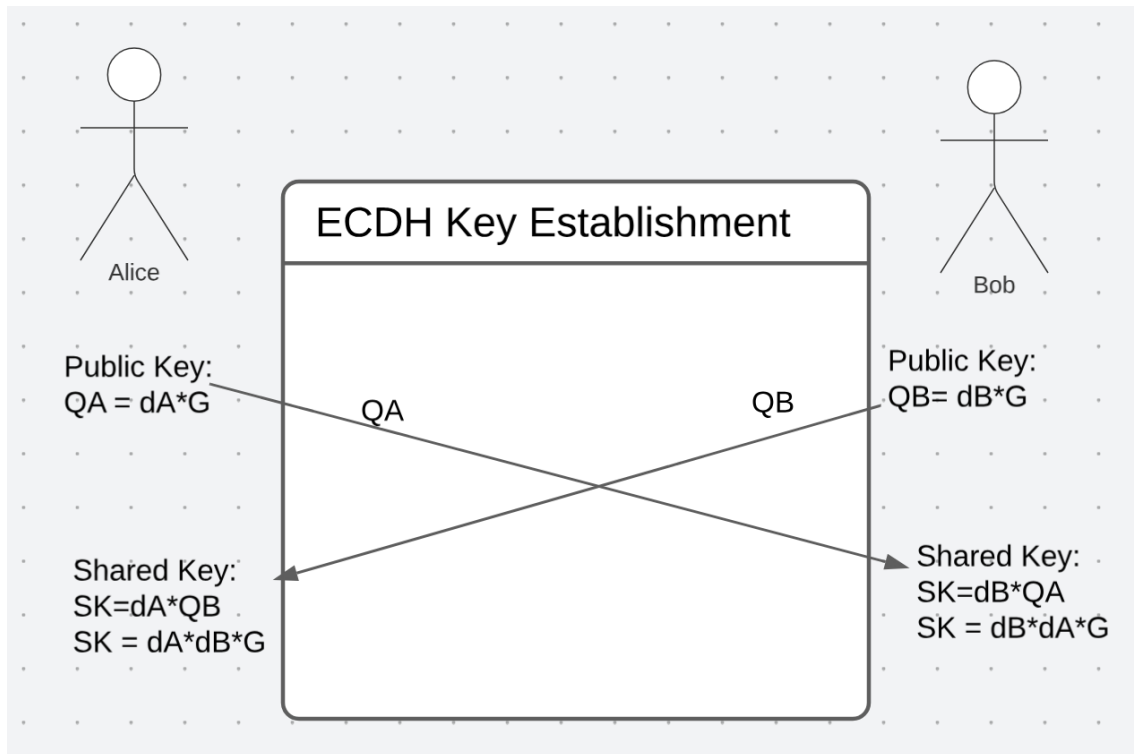 ECDH Key Establishment
Alice
Bob
Public Key:
QA = dA*G
Public Key:
QB= dB*G
QA
QB
Shared Key:
SK=dA*QB
SK = dA*dB*G
Shared Key:
SK=dB*QA
SK = dB*dA*G